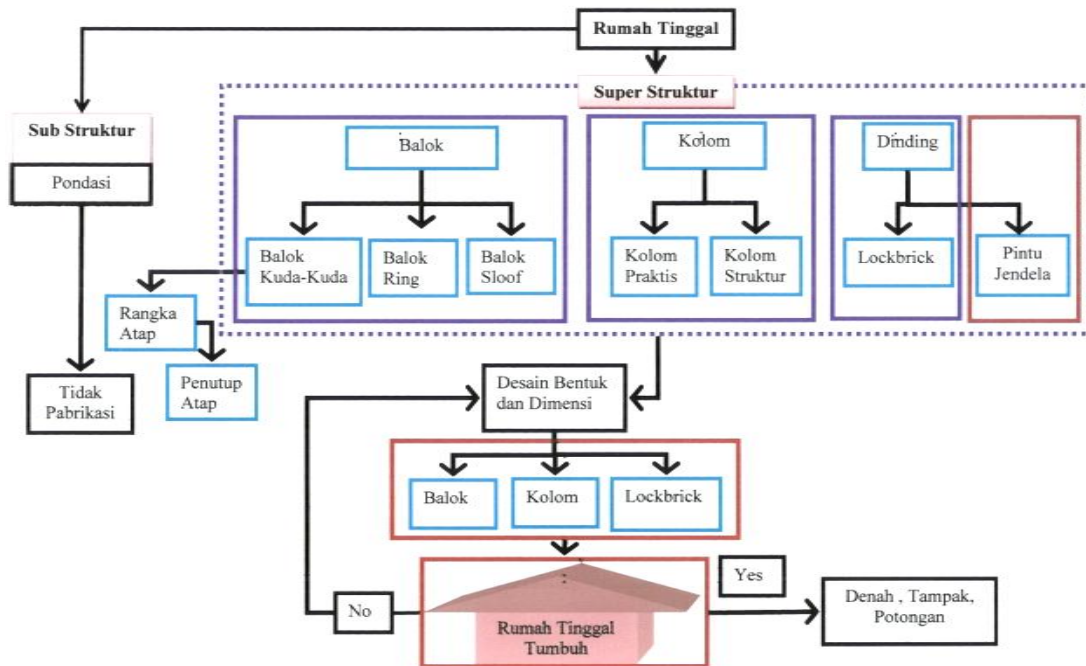 Rumah Tinggal
Super Struktur
Sub Struktur
Pondasi
Balok
Kolom
Dinding
Balok
Kuda-Kuda
Balok
Ring
Balok
Sloof
Kolom
Praktis
Kolom
Struktur
Lockbrick
Pintu
Jendela
Rangka
Atap
Penutup
Atap
Tidak
Pabrikasi
Desain Bentuk
dan Dimensi
Balok
Kolom
Lockbrick
No
Rumah Tinggal
Tumbuh
Yes
Denah , Tampak,
Potongan